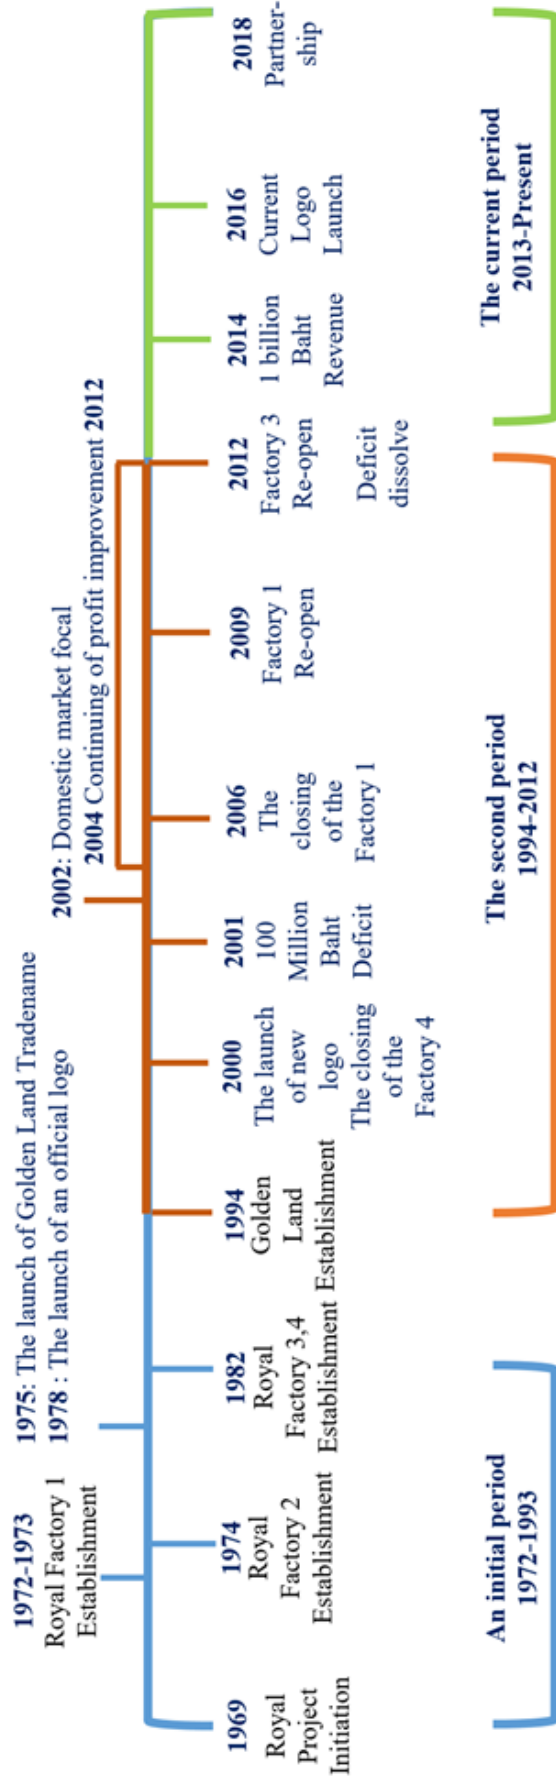 1972-1973
Royal Factory 1
Establishment
1975: The launch of Golden Land Tradename
1978 : The launch of an official logo
2002: Domestic market focal
2004 Continuing of profit improvement 2012
1969
Royal
Project
Initiation
1974
Royal
Factory 2
Establishment
1982
Royal
Factory 3,4
Establishment
1994
Golden
Land
Establishment
2000
The launch
of new
logo
The closing
of the
Factory 4
2001
100
Million
Baht
Deficit
2006
The
closing
of the
Factory 1
2009
Factory 1
Re-open
2012
Factory 3
Re-open
Deficit
dissolve
2014
1 billion
Baht
Revenue
2016
Current
Logo
Launch
2018
Partner-
ship
An initial period
1972-1993
The second period
1994-2012
The current period
2013-Present